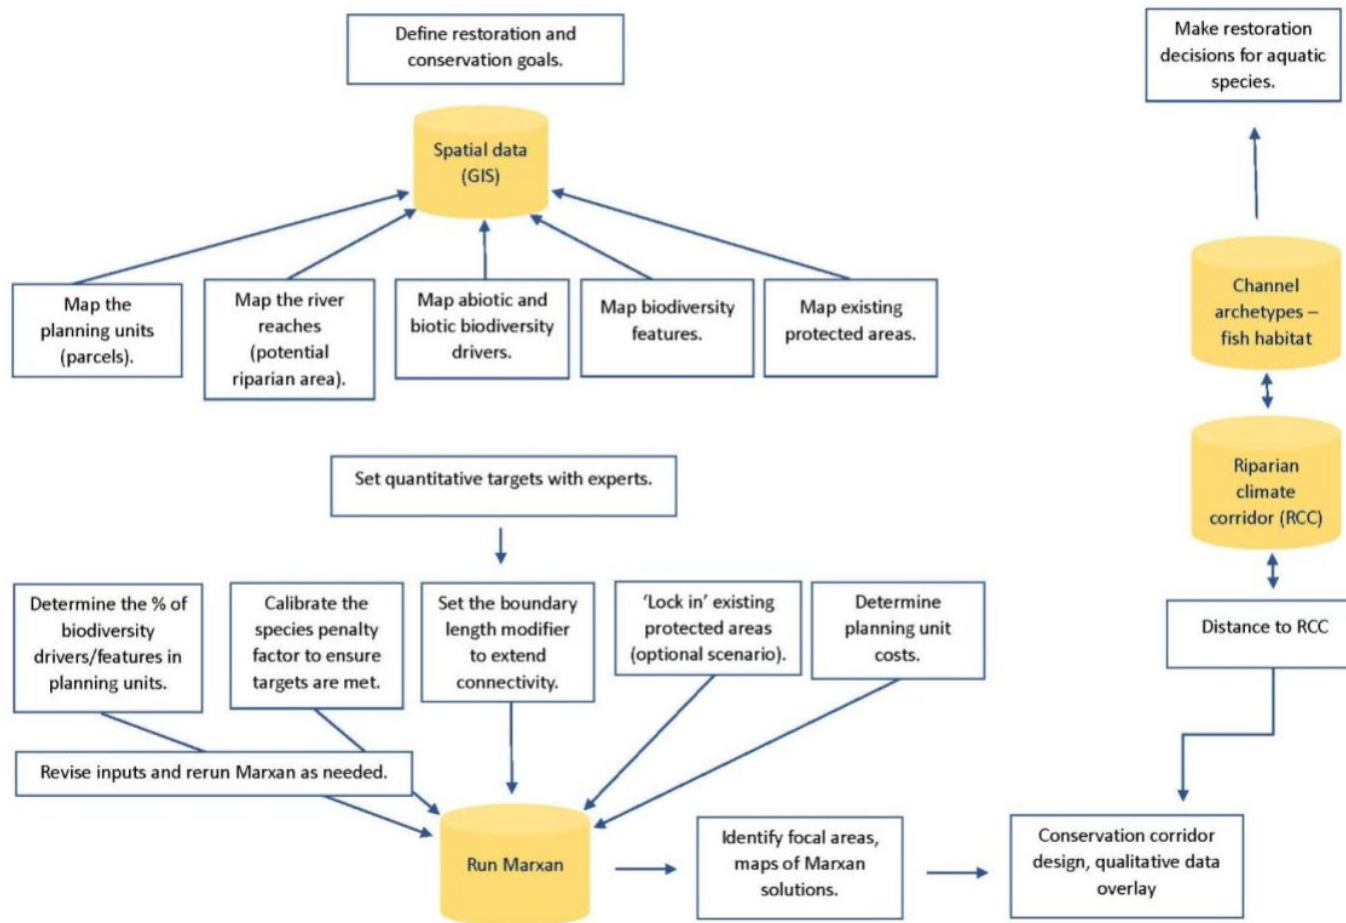 Define restoration and
conservation goals.
Make restoration
decisions for aquatic
species.
Spatial data
(GIS)
Map the
planning units
(parcels).
Map the river
reaches
(potential
riparian area).
Map abiotic and
biotic biodiversity
drivers.
Map biodiversity
features.
Map existing
protected areas.
Channel
archetypes –
fish habitat
Riparian
climate
corridor (RCC)
Set quantitative targets with experts.
Determine the % of
biodiversity
drivers/features in
planning units.
Calibrate the
species penalty
factor to ensure
targets are met.
Set the boundary
length modifier
to extend
connectivity.
‘Lock in’ existing
protected areas
(optional scenario).
Determine
planning unit
costs.
Distance to RCC
Revise inputs and rerun Marxan as needed.
Run Marxan
Identify focal areas,
maps of Marxan
solutions.
Conservation corridor
design, qualitative data
overlay